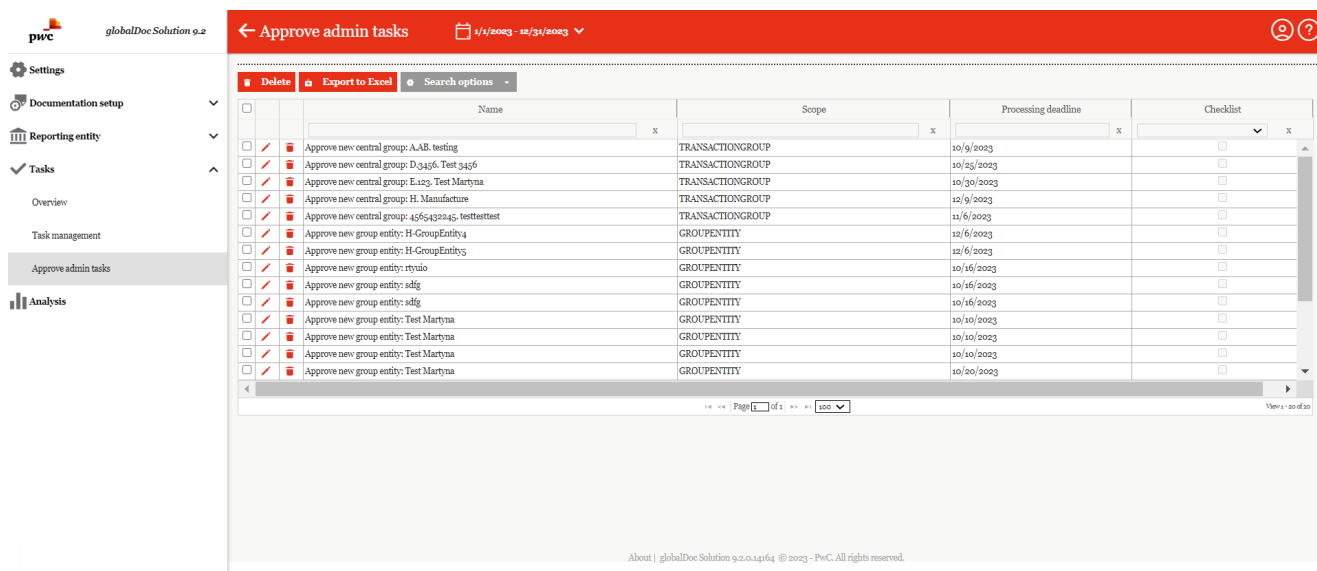 pwc
globalDoc Solution 9.2
Approve admin tasks
1/1/2023 - 12/31/2023
?
Settings
Documentation setup
Reporting entity
Tasks
Overview
Task management
Approve admin tasks
Analysis
Delete Export to Excel Search options
Name Scope Processing deadline Checklist
x x x x
Approve new central group: A.AB. testing TRANSACTIONGROUP 10/9/2023
Approve new central group: D.3456. Test 3456 TRANSACTIONGROUP 10/25/2023
Approve new central group: E.123. Test Martyna TRANSACTIONGROUP 10/30/2023
Approve new central group: H. Manufacture TRANSACTIONGROUP 12/9/2023
Approve new central group: 4565432245. testtesttest TRANSACTIONGROUP 11/6/2023
Approve new group entity: H-GroupEntity4 GROUPENTITY 12/6/2023
Approve new group entity: H-GroupEntity5 GROUPENTITY 12/6/2023
Approve new group entity: rtyuio GROUPENTITY 10/16/2023
Approve new group entity: sdfg GROUPENTITY 10/16/2023
Approve new group entity: sdfg GROUPENTITY 10/16/2023
Approve new group entity: Test Martyna GROUPENTITY 10/10/2023
Approve new group entity: Test Martyna GROUPENTITY 10/10/2023
Approve new group entity: Test Martyna GROUPENTITY 10/10/2023
Approve new group entity: Test Martyna GROUPENTITY 10/20/2023
Page 1 of 1 100 View 1 - 20 of 20
About | globalDoc Solution 9.2.0.14164 © 2023 - PwC. All rights reserved.